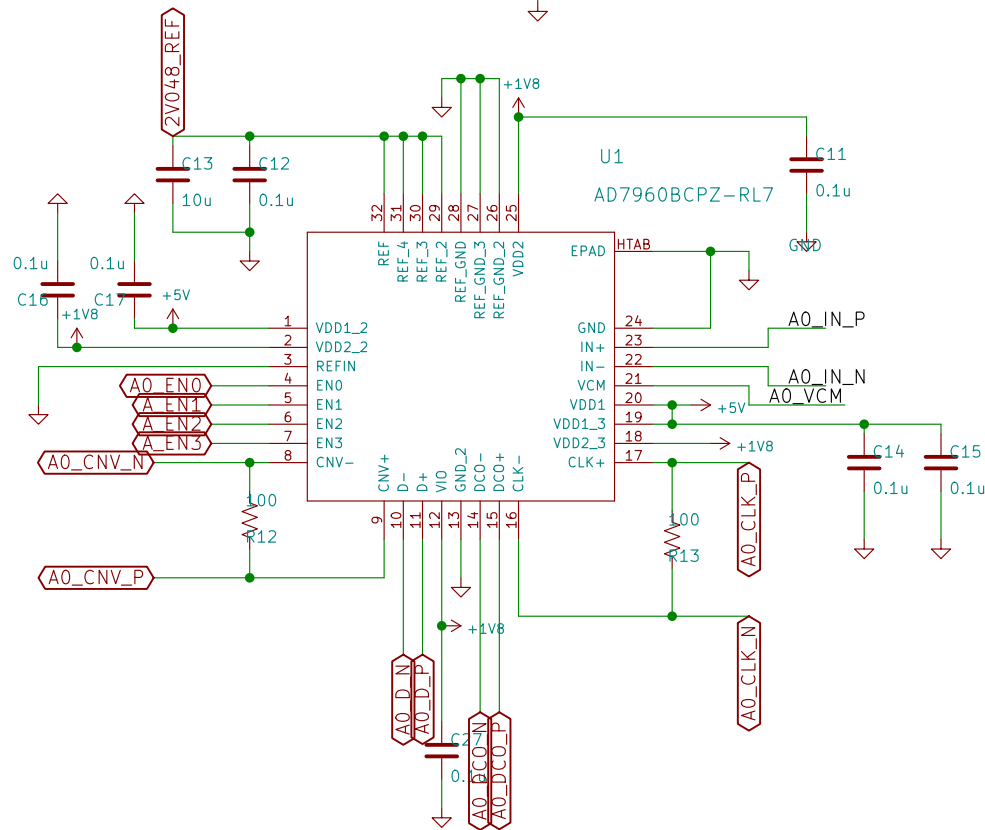 2V048_REF
+1V8
C13
10u
C12
0.1u
U1
AD7960BCPZ-RL7
C11
0.1u
GND
32
31
30
29
28
27
26
25
REF
REF_4
REF_3
REF_2
REF_GND
REF_GND_3
REF_GND_2
VDD2
EPAD
HTAB
0.1u
C16
+1V8
0.1u
C17
+5V
1
VDD1_2
2
VDD2_2
3
REFIN
4
EN0
5
EN1
6
EN2
7
EN3
8
CNV-
A0_EN0
A_EN1
A_EN2
A_EN3
A0_CNV_N
GND
24
IN+
23
IN-
22
VCM
21
VDD1
20
VDD1_3
19
VDD2_3
18
CLK+
17
A0_IN_P
A0_IN_N
A0_VCM
+5V
+1V8
C14
0.1u
C15
0.1u
CNV+
D-
D+
VIO
GND_2
DCO-
DCO+
CLK-
9
10
11
12
13
14
15
16
100
R12
100
R13
A0_CLK_P
A0_CNV_P
+1V8
A0_D_N
A0_D_P
C27
0.1u
A0_DCO_N
A0_DCO_P
A0_CLK_N